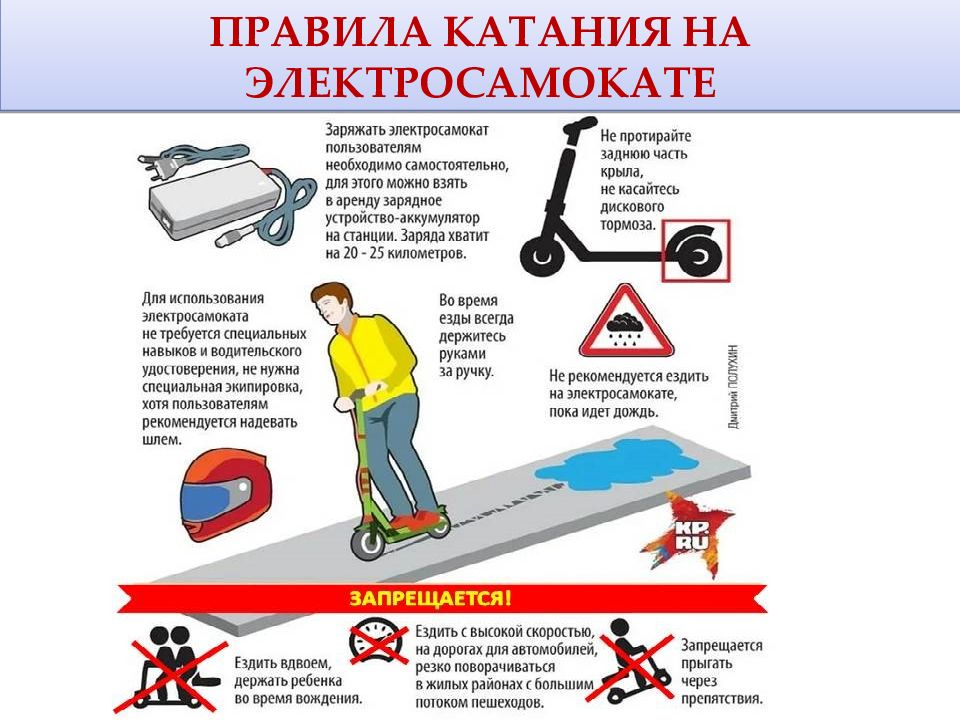 ПРАВИЛА КАТАНИЯ НА
ЭЛЕКТРОСАМОКАТЕ
Заряжать электросамокат
пользователям
необходимо самостоятельно,
для этого можно взять
в аренду зарядное
устройство-аккумулятор
на станции. Заряда хватит
на 20 - 25 километров.
Не протирайте
заднюю часть
крыла,
не касайтесь
дискового
тормоза.
Для использования
электросамоката
не требуется специальных
навыков и водительского
удостоверения, не нужна
специальная экипировка,
хотя пользователям
рекомендуется надевать
шлем.
Во время
езды всегда
держитесь
руками
за ручку.
Не рекомендуется ездить
на электросамокате,
пока идет дождь.
Дмитрий ПОЛУХИН
KP.
RU
ЗАПРЕЩАЕТСЯ!
Ездить вдвоем,
держать ребенка
во время вождения.
Ездить с высокой скоростью,
на дорогах для автомобилей,
резко поворачиваться
в жилых районах с большим
потоком пешеходов.
Запрещается
прыгать
через
препятствия.